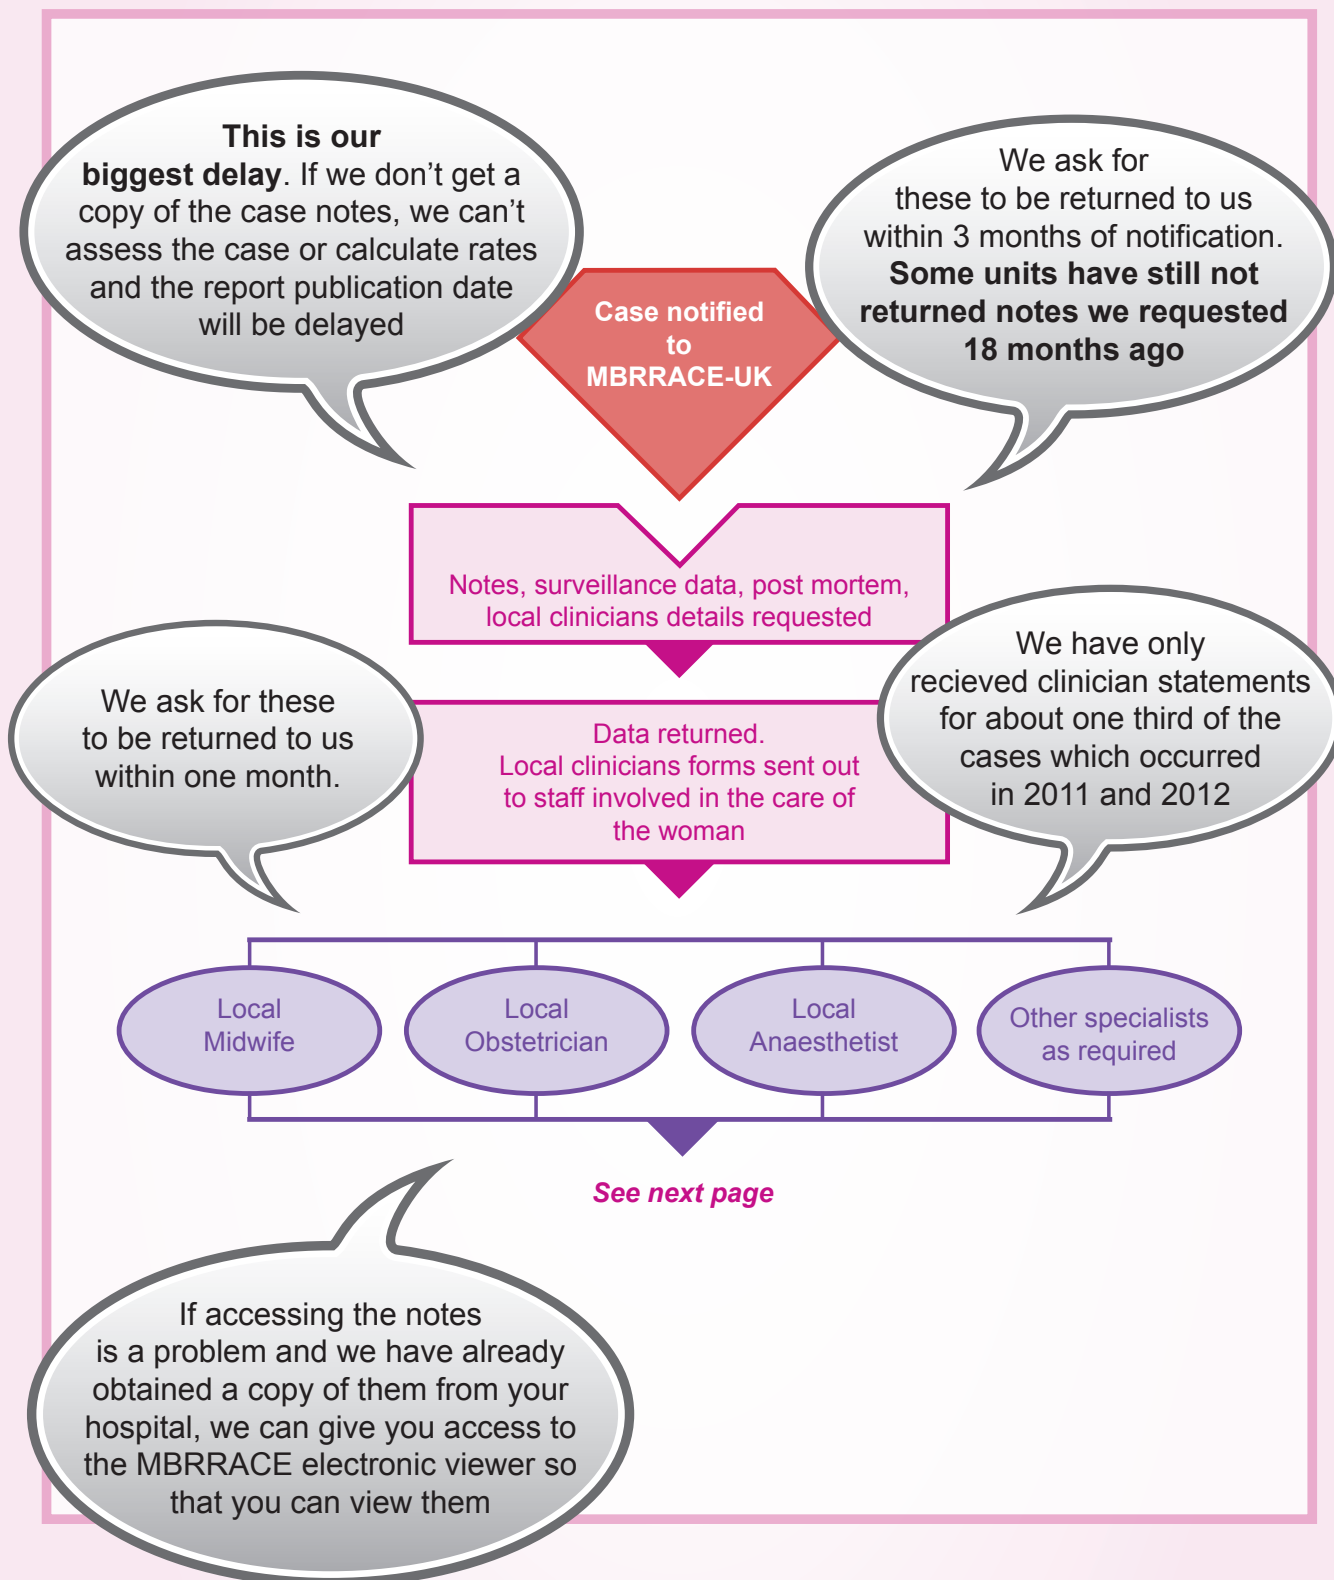 This is our
biggest delay. If we don't get a
copy of the case notes, we can't
assess the case or calculate rates
and the report publication date
will be delayed
We ask for
these to be returned to us
within 3 months of notification.
Some units have still not
returned notes we requested
18 months ago
Case notified
to
MBRRACE-UK
Notes, surveillance data, post mortem,
local clinicians details requested
We ask for these
to be returned to us
within one month.
We have only
recieved clinician statements
for about one third of the
cases which occurred
in 2011 and 2012
Data returned.
Local clinicians forms sent out
to staff involved in the care of
the woman
Local
Midwife
Local
Obstetrician
Local
Anaesthetist
Other specialists
as required
See next page
If accessing the notes
is a problem and we have already
obtained a copy of them from your
hospital, we can give you access to
the MBRRACE electronic viewer so
that you can view them